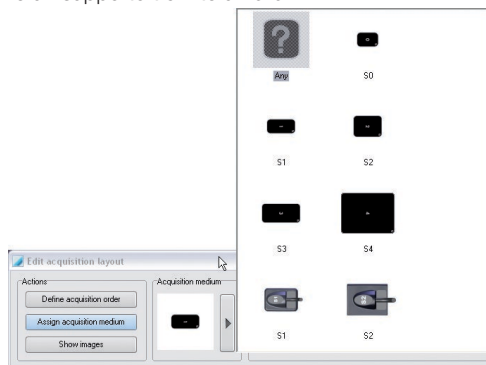 Any S0
S1 S2
S3 S4
Edit acquisition layout
Actions Acquisition medium
Define acquisition order
Assign acquisition medium
Show images
S1 S2